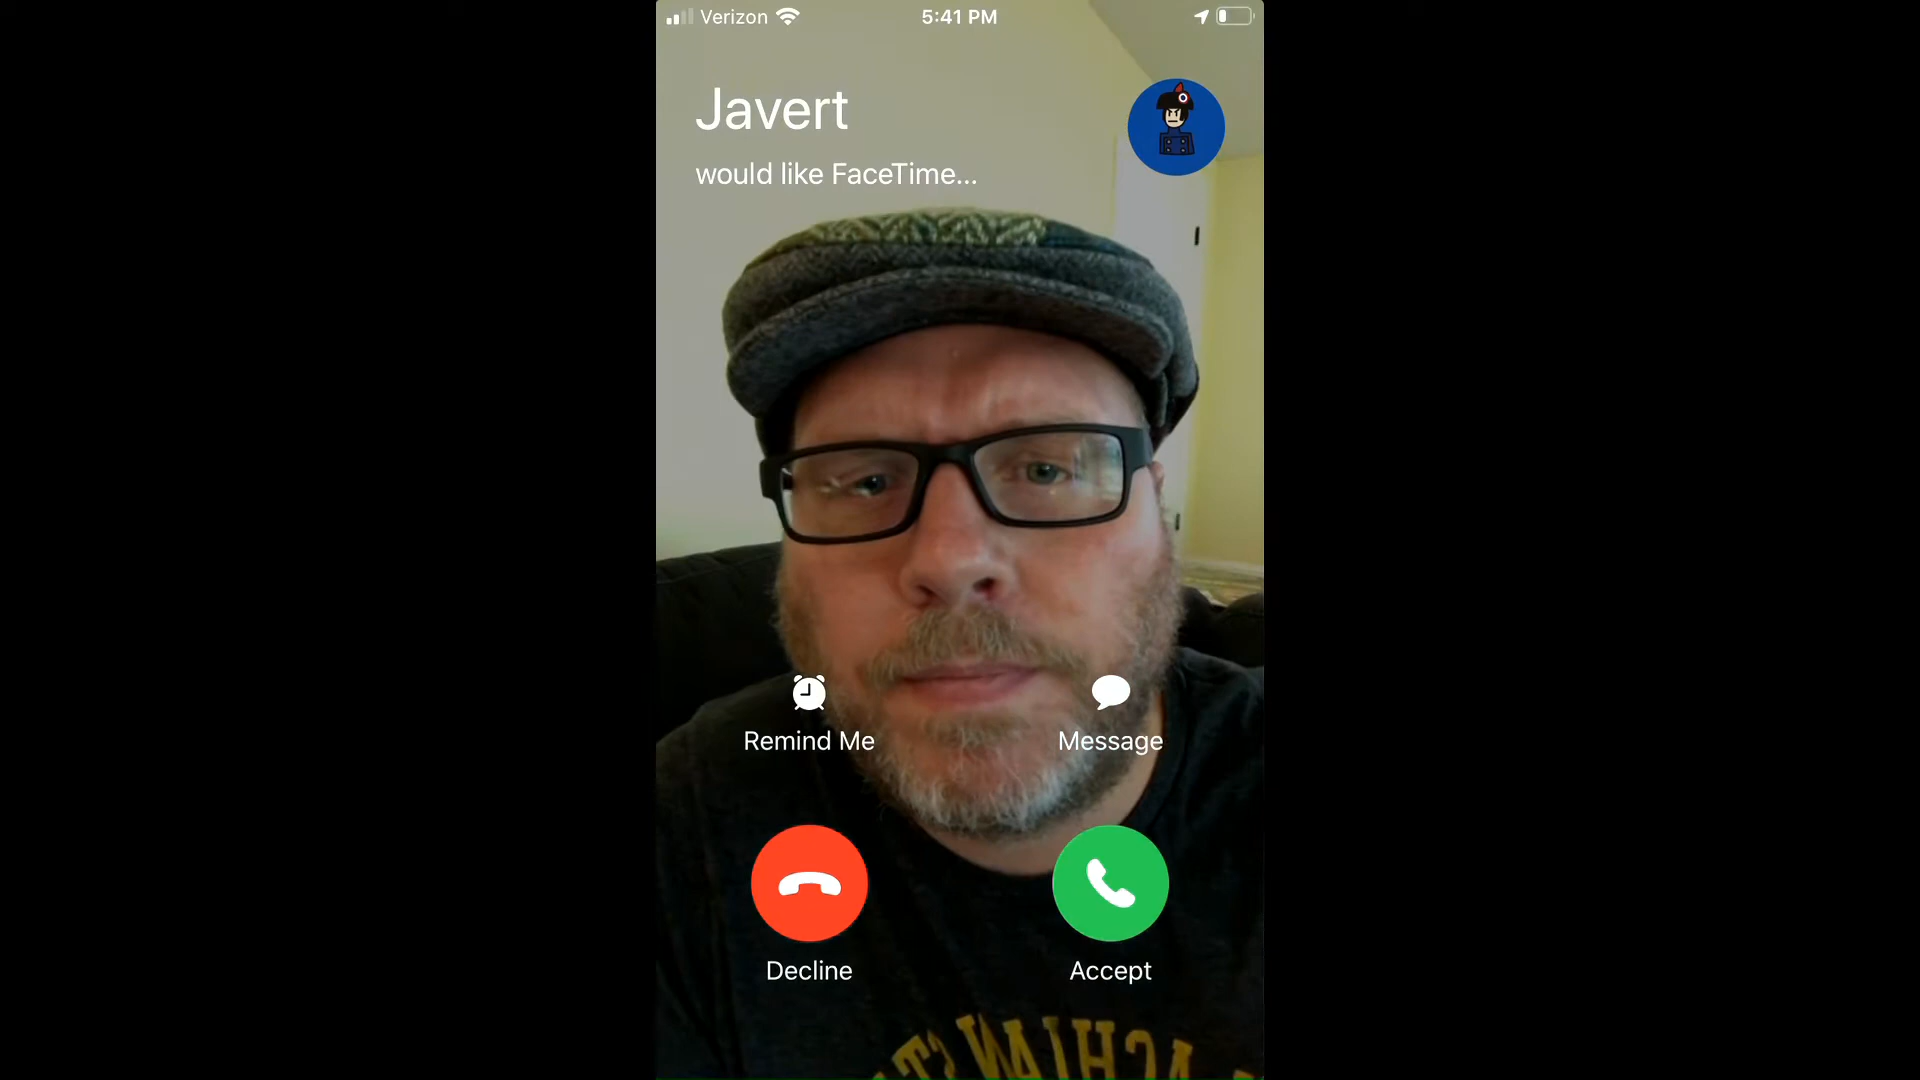 Verizon
5:41 PM
Javert
would like FaceTime...
Remind Me
Message
Decline
Accept